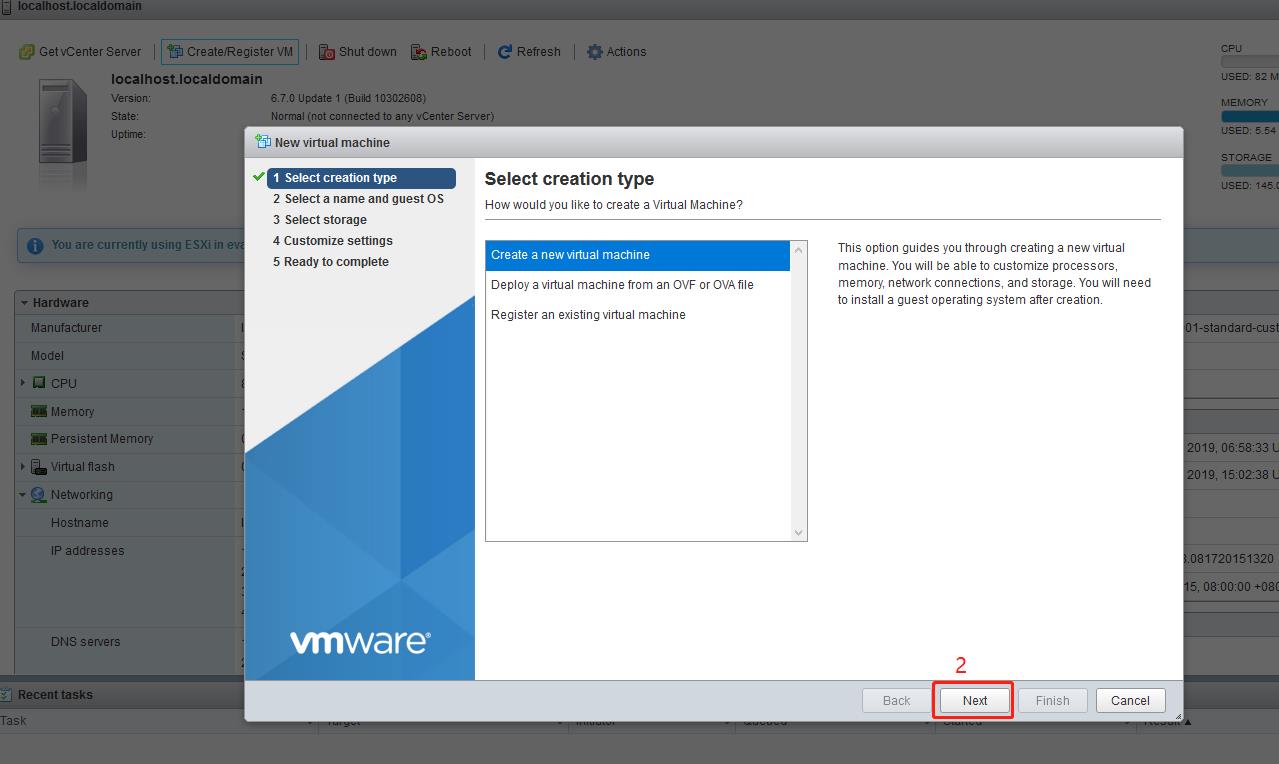 localhost.localdomain
Get vCenter Server
Create/Register VM
Shut down
Reboot
Refresh
Actions
localhost.localdomain
Version:
6.7.0 Update 1 (Build 10302608)
State:
Normal (not connected to any vCenter Server)
Uptime:
CPU
USED: 82 M
MEMORY
USED: 5.54
STORAGE
USED: 145.0
You are currently using ESXi in eva
Hardware
Manufacturer
Model
CPU
Memory
Persistent Memory
Virtual flash
Networking
Hostname
IP addresses
DNS servers
New virtual machine
1 Select creation type
2 Select a name and guest OS
3 Select storage
4 Customize settings
5 Ready to complete
vmware®
Select creation type
How would you like to create a Virtual Machine?
Create a new virtual machine
Deploy a virtual machine from an OVF or OVA file
Register an existing virtual machine
This option guides you through creating a new virtual
machine. You will be able to customize processors,
memory, network connections, and storage. You will need
to install a guest operating system after creation.
2
Back
Next
Finish
Cancel
01-standard-cust
2019, 06:58:33 U
2019, 15:02:38 U
.081720151320
15, 08:00:00 +080
Recent tasks
Task
Target
Initiator
Queued
Started
Result